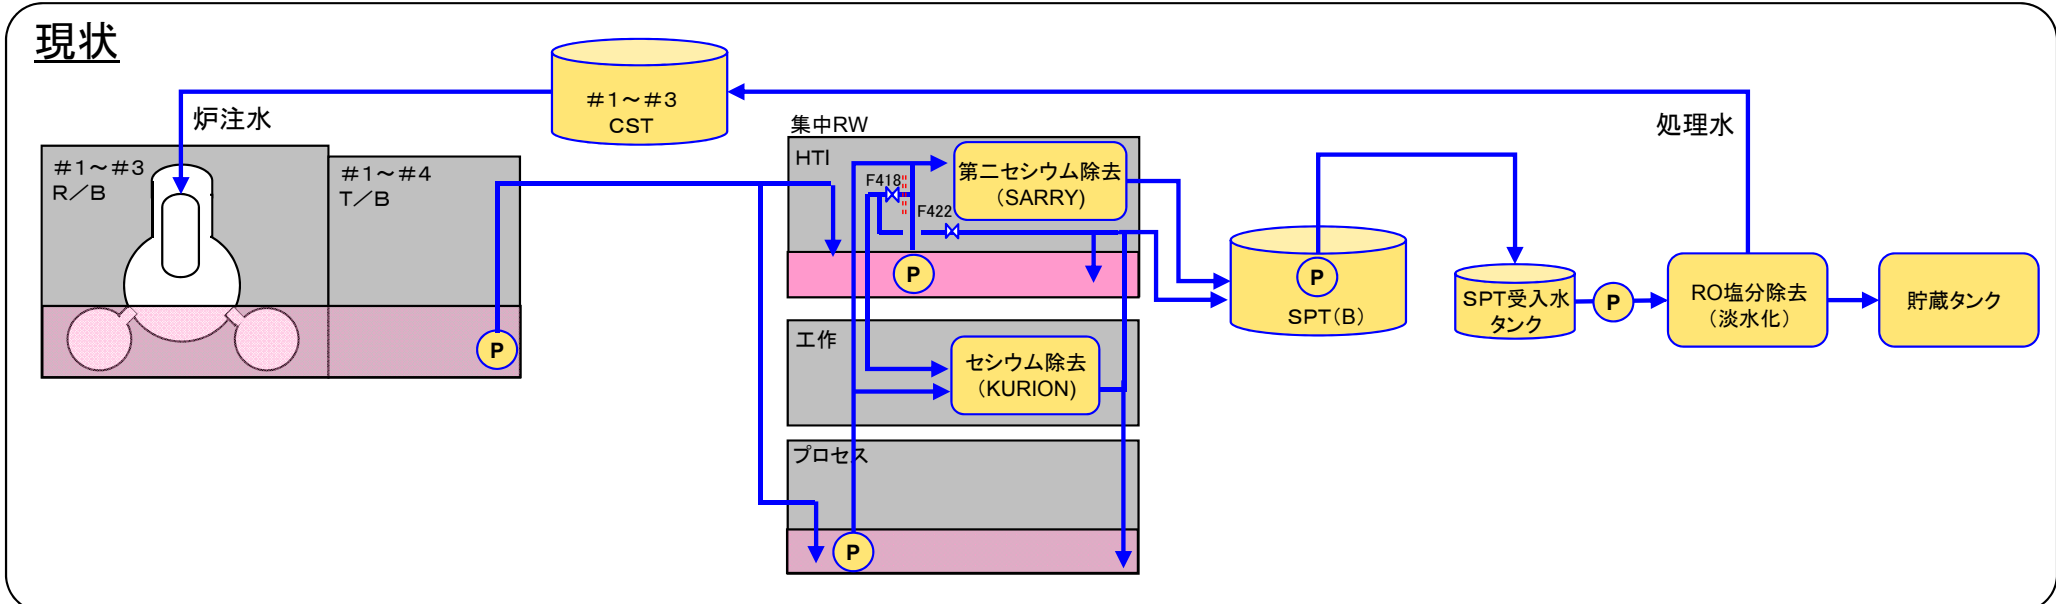 現状
#1~#3
CST
炉注水
処理水
集中RW
#1~#3
R/B
#1~#4
T/B
P
HTI
F418
F422
第二セシウム除去
(SARRY)
P
工作
セシウム除去
(KURION)
プロセス
P
P
SPT(B)
SPT受入水
タンク
P
RO塩分除去
(淡水化)
貯蔵タンク